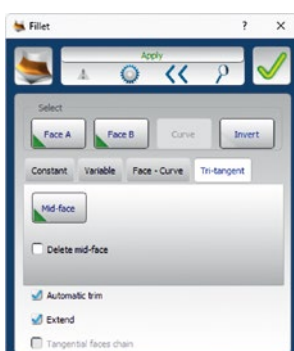 Fillet ? ×
Apply
Select
Face A Face B Curve Invert
Constant Variable Face - Curve Tri-tangent
Mid-face
Delete mid-face
Automatic trim
Extend
Tangential faces chain